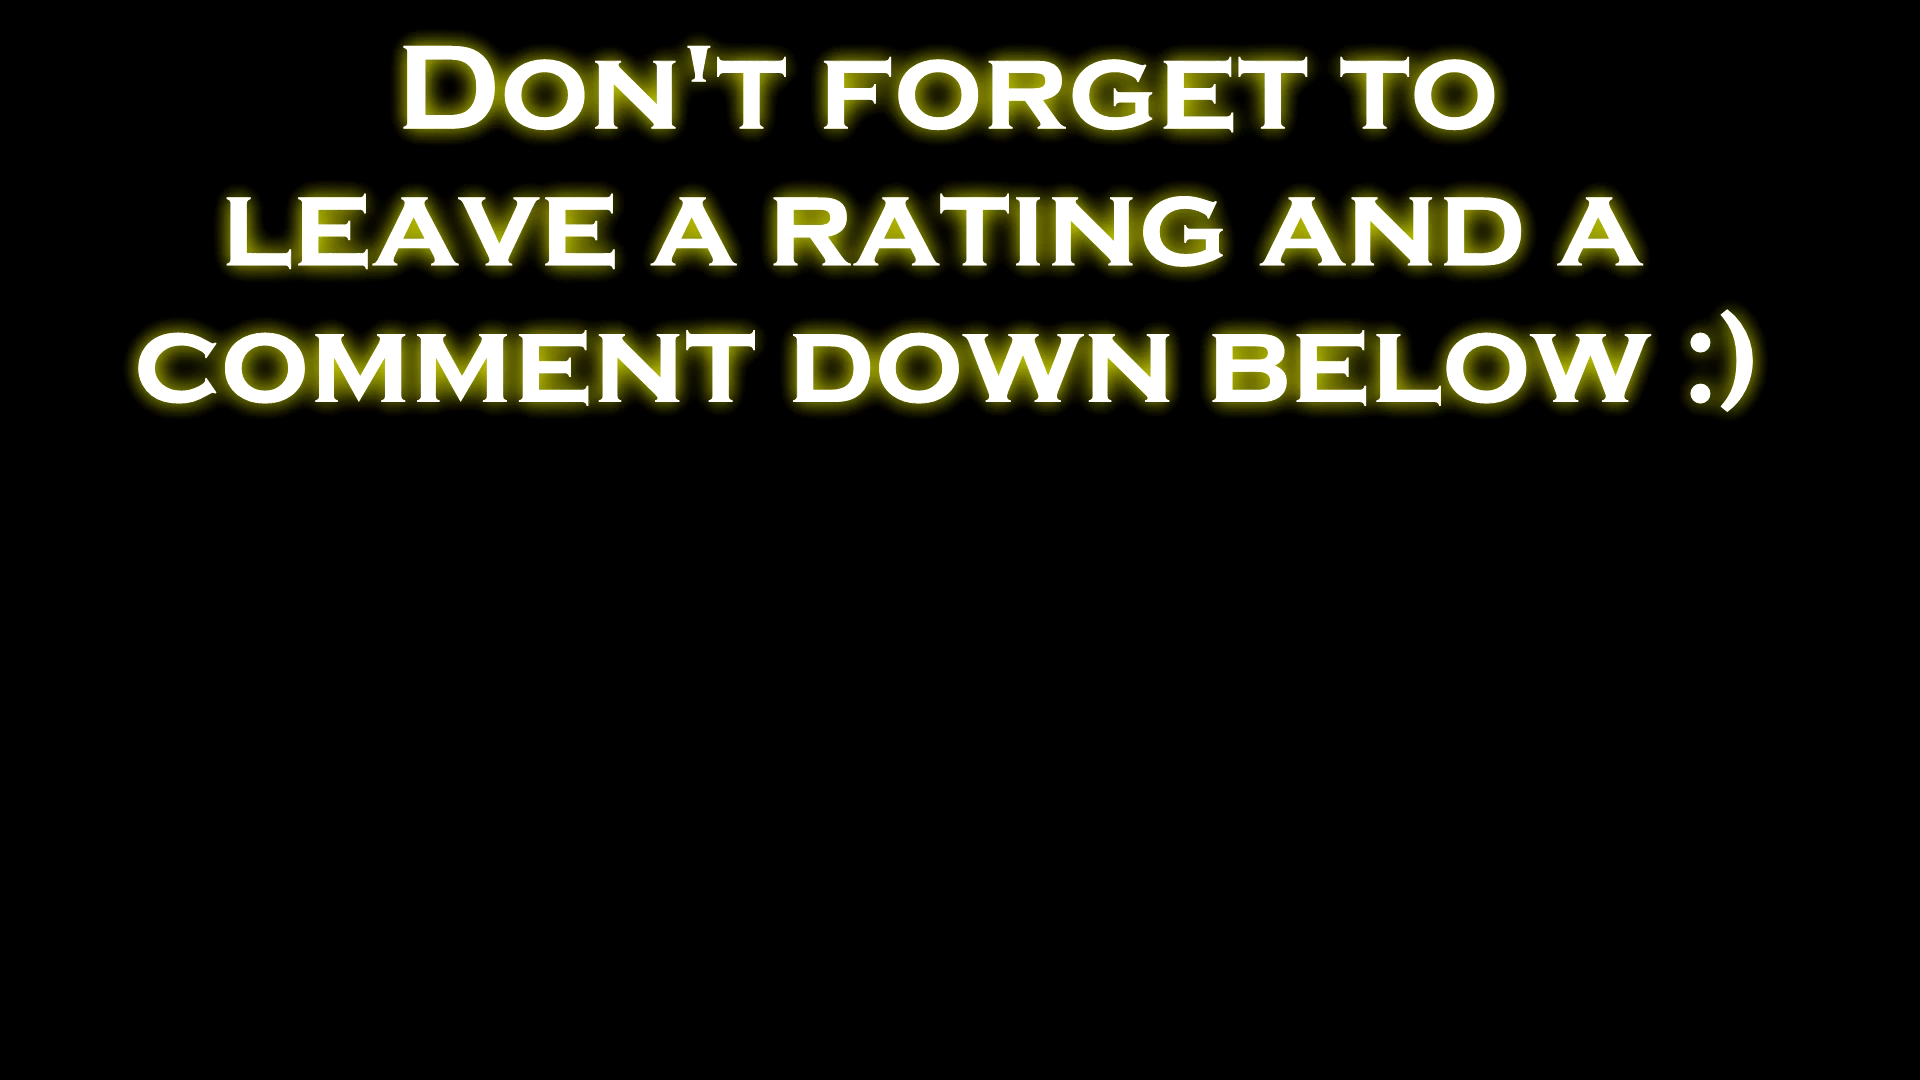 Don't forget to
leave a rating and a
comment down below :)